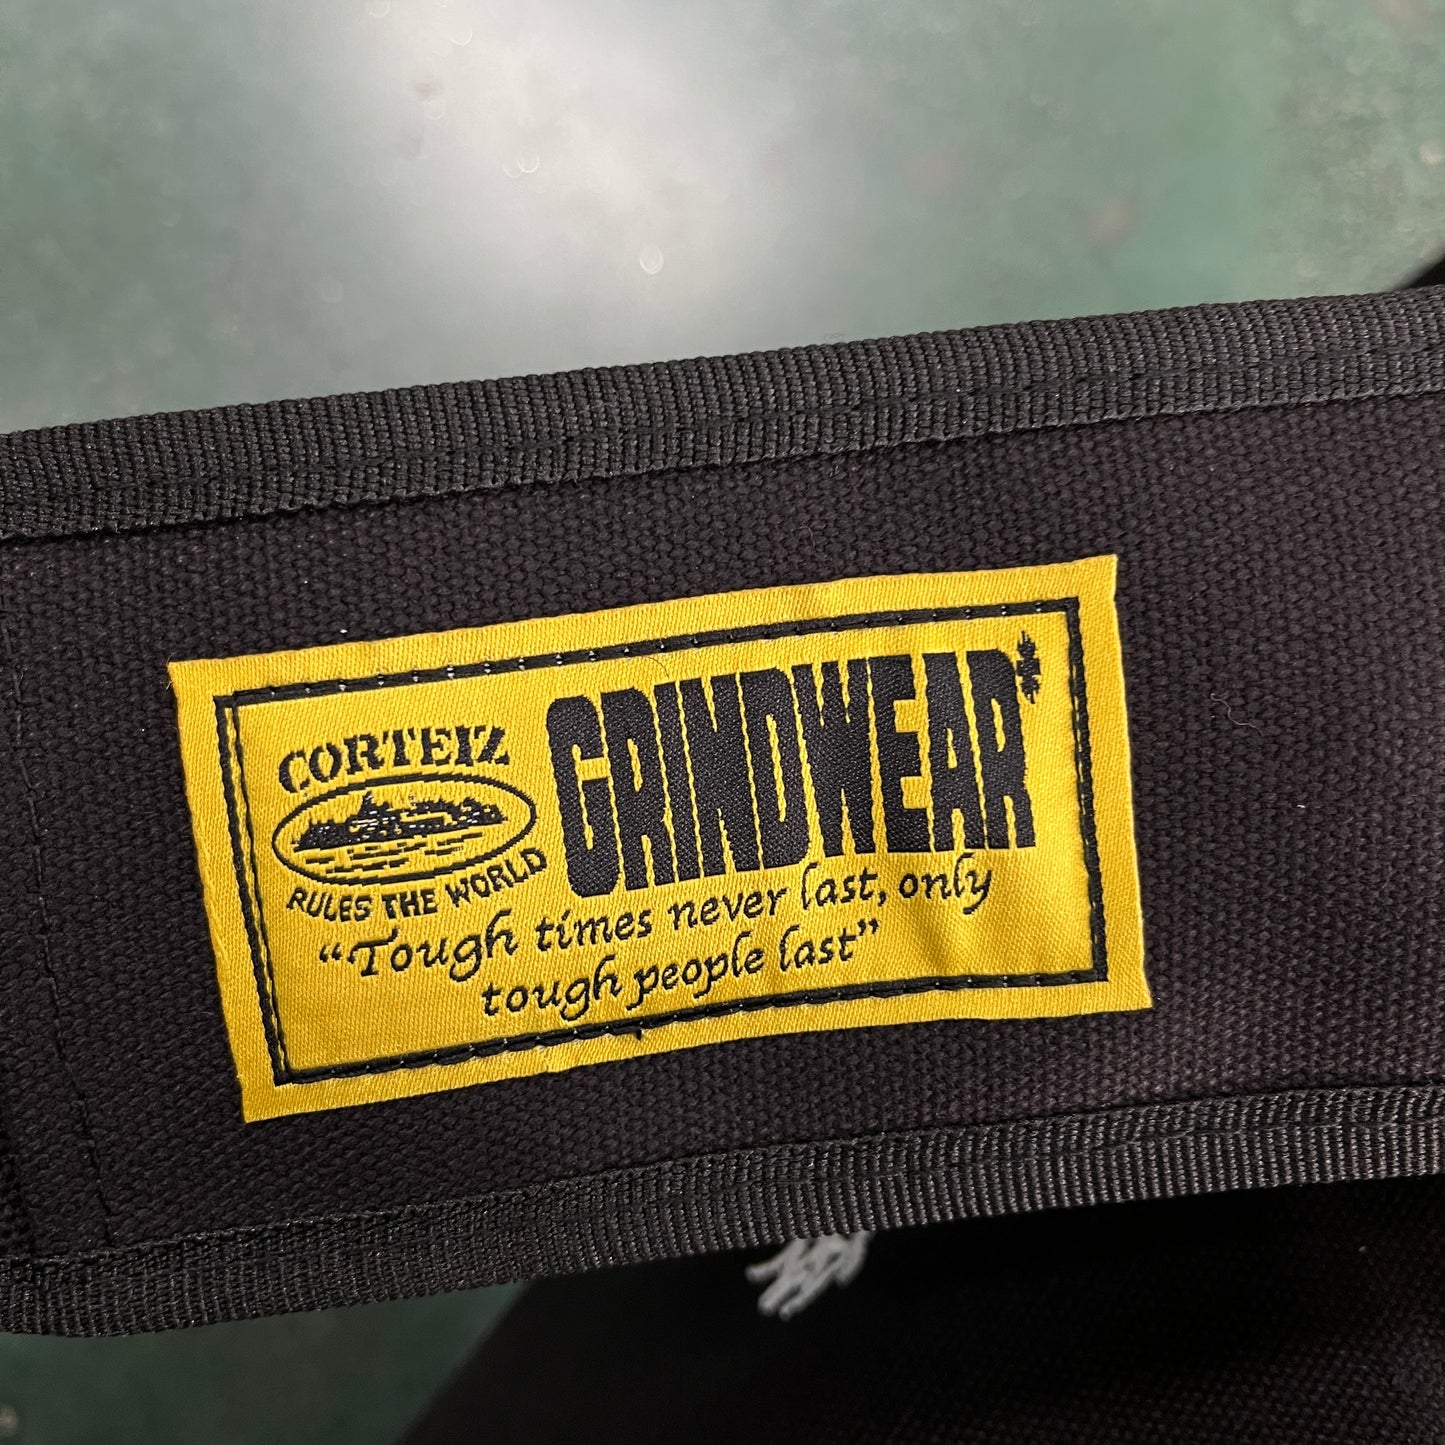 CORTEIZ
RULES THE WORLD
GRINDWEAR*
“Tough times never last, only
tough people last”